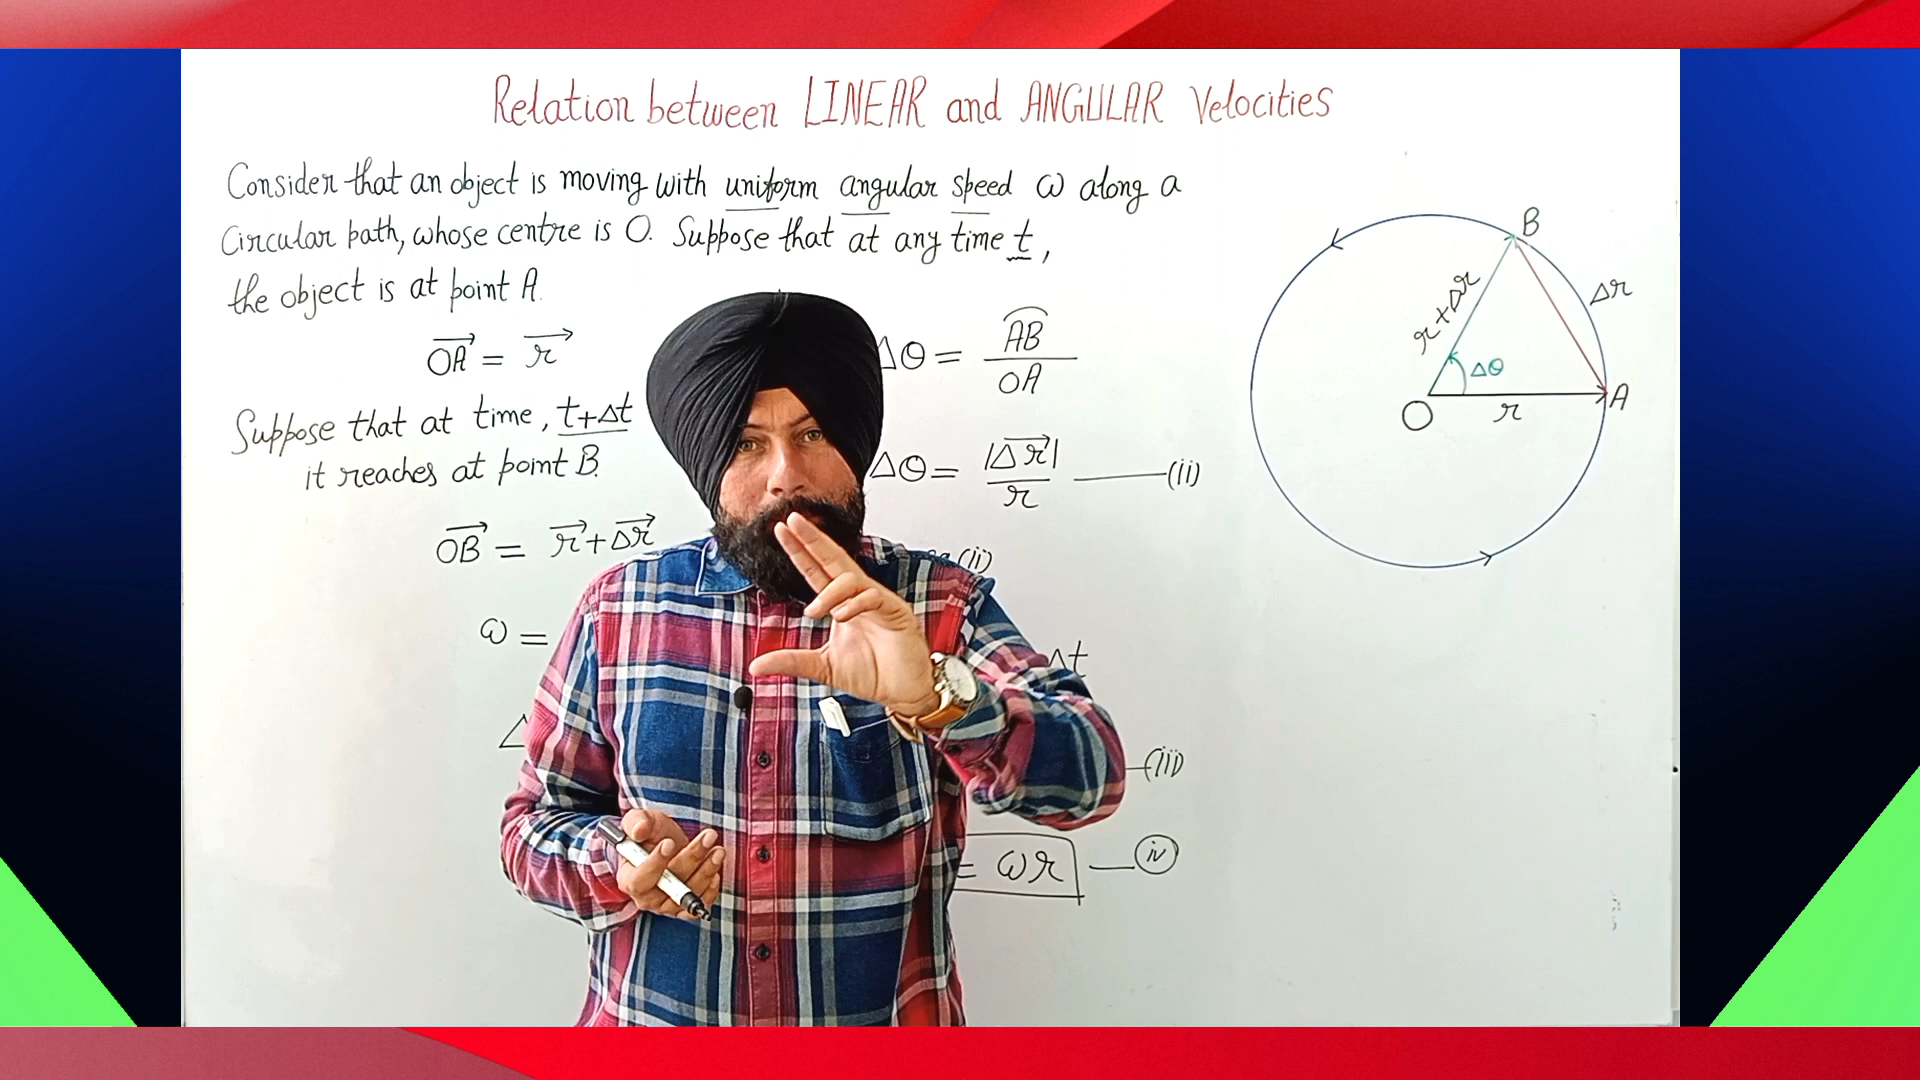 Relation between LINEAR and ANGULAR Velocities
Consider that an object is moving with uniform angular speed ω along a
Circular path, whose centre is O. Suppose that at any time t,
the object is at point A.
→OA = →r
Suppose that at time, t+Δt
it reaches at point B.
→OB = →r+→Δr
ω =
Δθ = AB / OA
Δθ = |→Δr| / r —(ii)
(ii)
Δt
—(iii)
= ωr —(iv)
B
r+Δr
Δr
Δθ
O
r
A